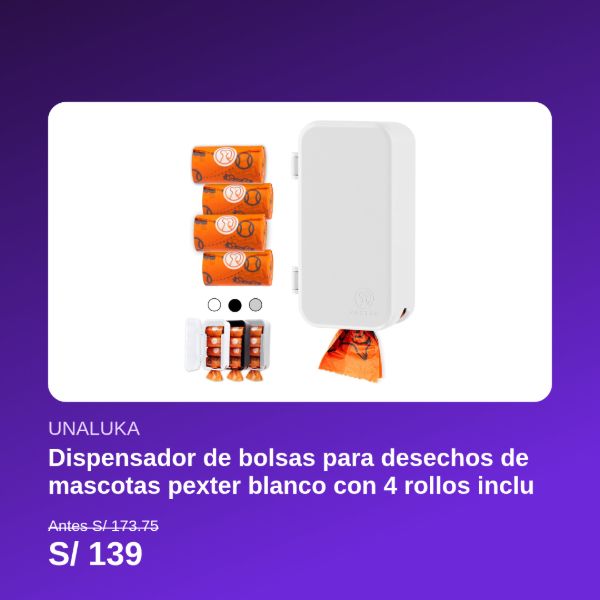 UNALUKA
Dispensador de bolsas para desechos de
mascotas pexter blanco con 4 rollos inclu
Antes S/ 173.75
S/ 139